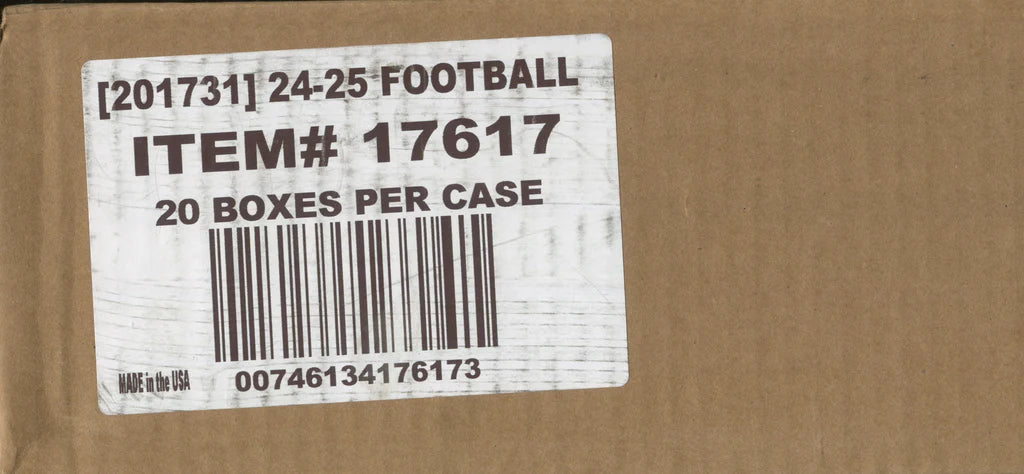 [201731] 24-25 FOOTBALL
ITEM# 17617
20 BOXES PER CASE
MADE in the USA
00746134176173